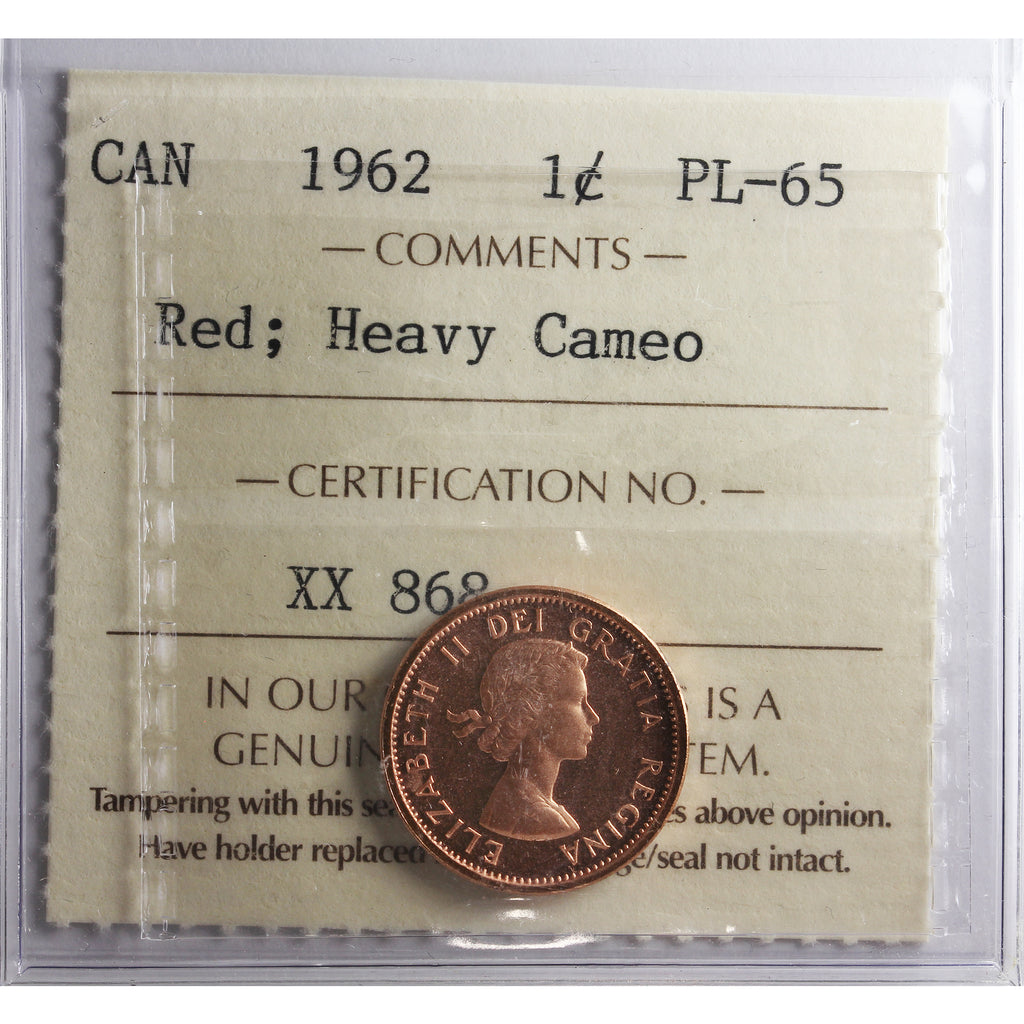 CAN 1962 1¢ PL-65
— COMMENTS —
Red; Heavy Cameo
— CERTIFICATION NO. —
XX 868
IN OUR IS A
GENUIN TEM.
Tampering with this se s above opinion.
Have holder replaced e/seal not intact.
ELIZABETH II DEI GRATIA REGINA